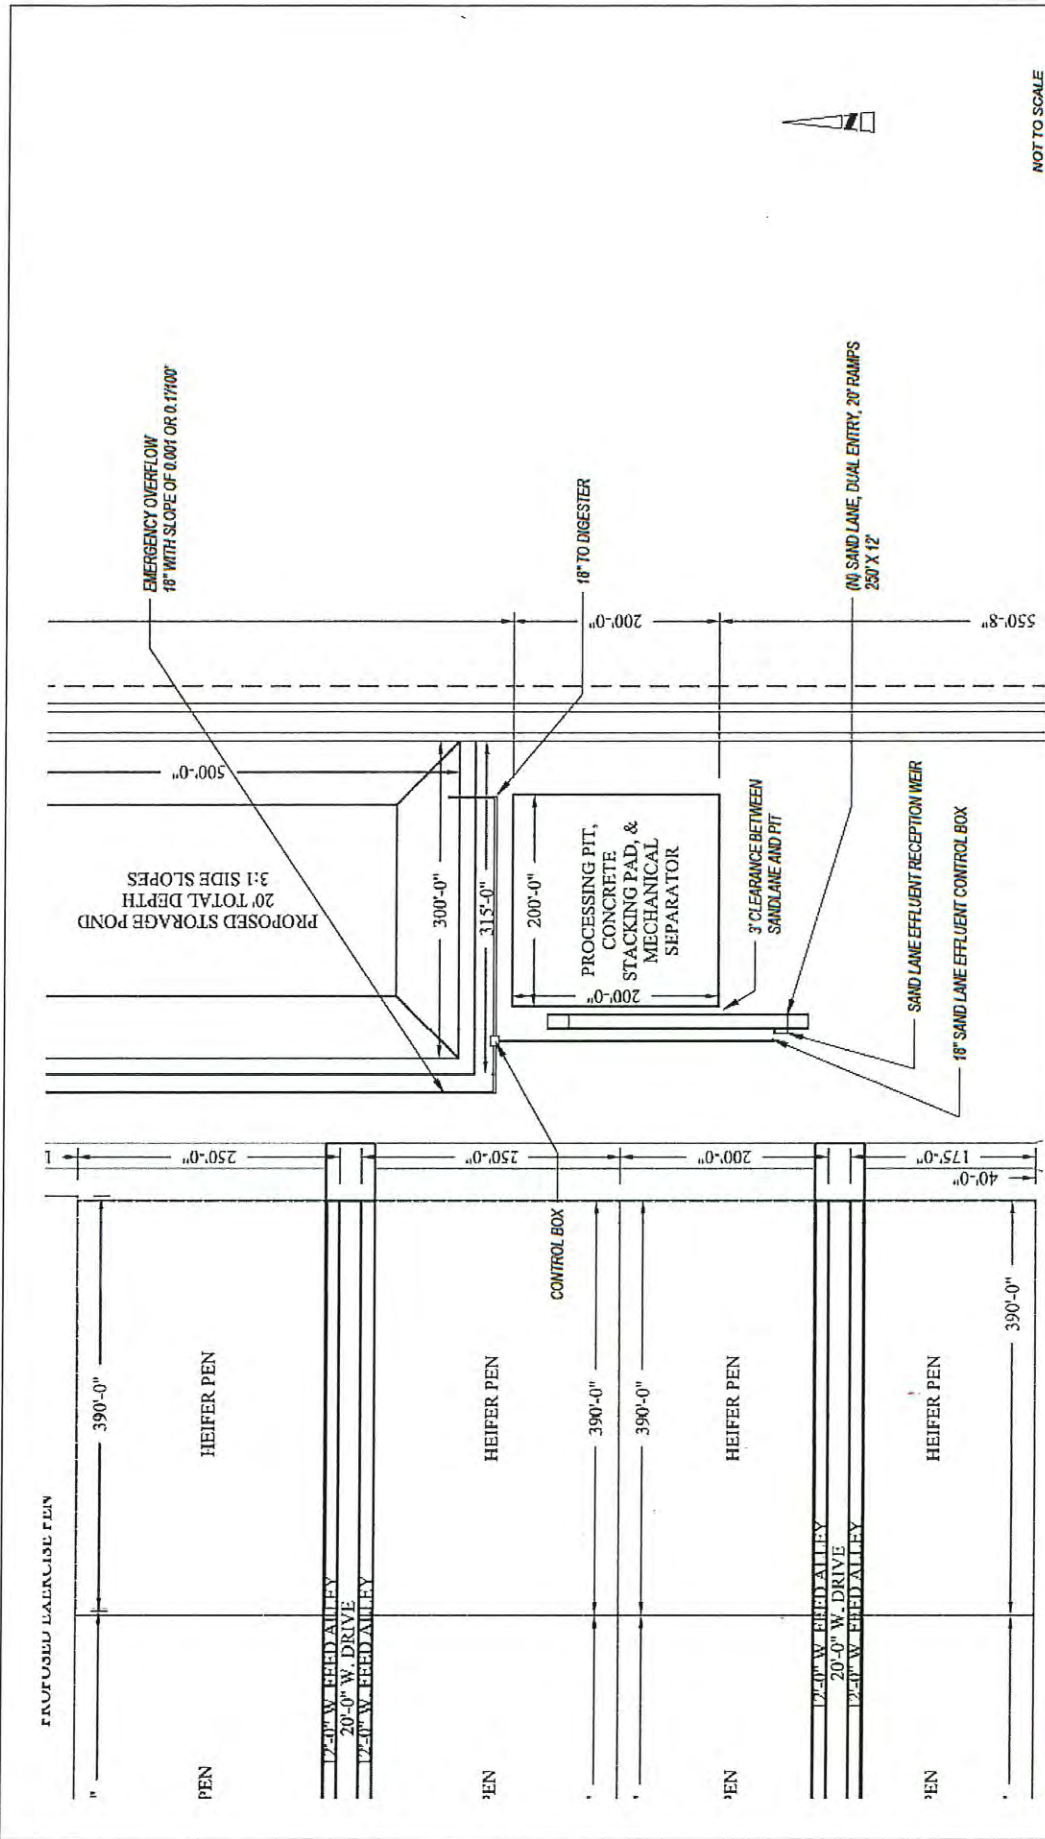 PROPOSED EXERCISE PEN
390'-0"
HEIFER PEN
PEN
"
250'-0"
1
12'-0" W. FEED ALLEY
20'-0" W. DRIVE
12'-0" W. FEED ALLEY
250'-0"
HEIFER PEN
PEN
390'-0"
390'-0"
HEIFER PEN
PEN
200'-0"
12'-0" W. FEED ALLEY
20'-0" W. DRIVE
12'-0" W. FEED ALLEY
175'-0"
40'-0"
HEIFER PEN
PEN
390'-0"
CONTROL BOX
PROPOSED STORAGE POND
20' TOTAL DEPTH
3:1 SIDE SLOPES
500'-0"
300'-0"
315'-0"
200'-0"
PROCESSING PIT,
CONCRETE
STACKING PAD, &
MECHANICAL
SEPARATOR
200'-0"
200'-0"
550'-8"
EMERGENCY OVERFLOW
18" WITH SLOPE OF 0.001 OR 0.1'/100'
18" TO DIGESTER
3' CLEARANCE BETWEEN
SANDLANE AND PIT
(N) SAND LANE, DUAL ENTRY, 20' RAMPS
250' X 12'
SAND LANE EFFLUENT RECEPTION WEIR
18" SAND LANE EFFLUENT CONTROL BOX
NOT TO SCALE